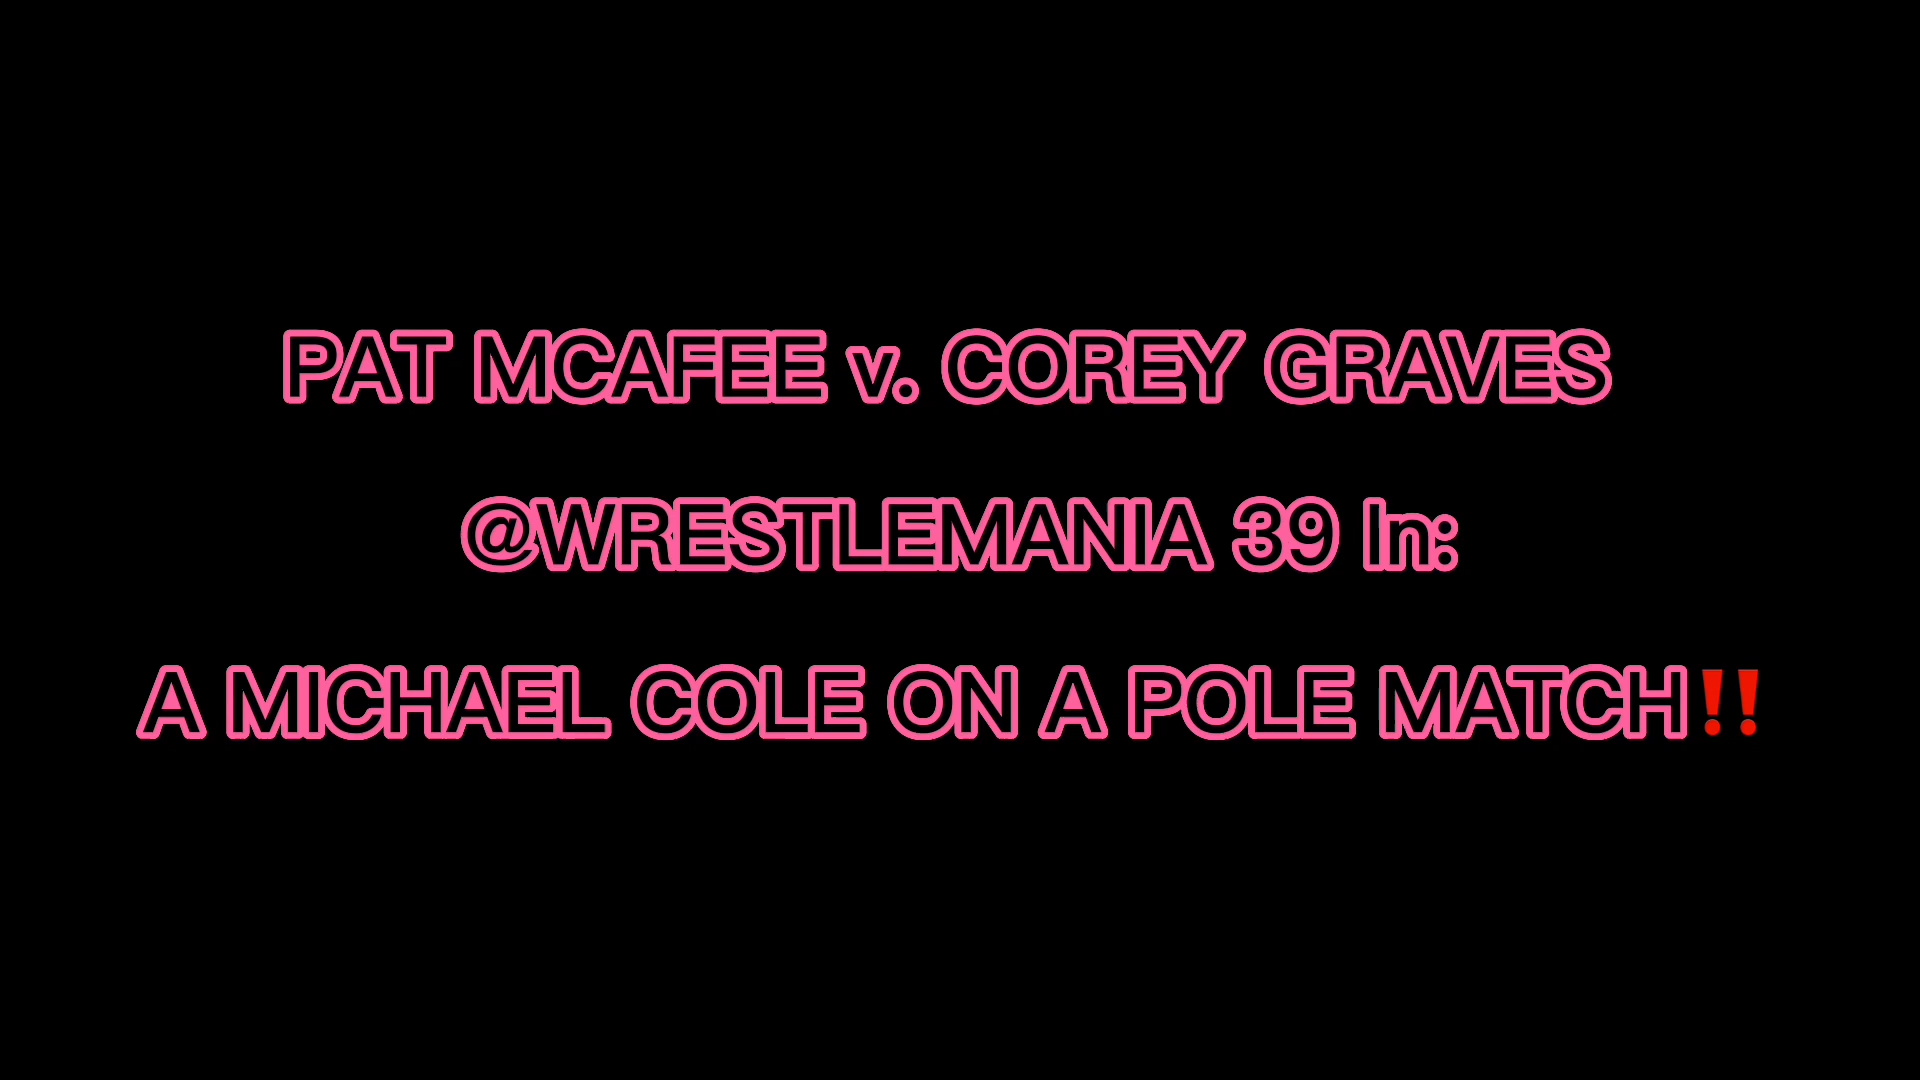 PAT MCAFEE v. COREY GRAVES
@WRESTLEMANIA 39 In:
A MICHAEL COLE ON A POLE MATCH‼️